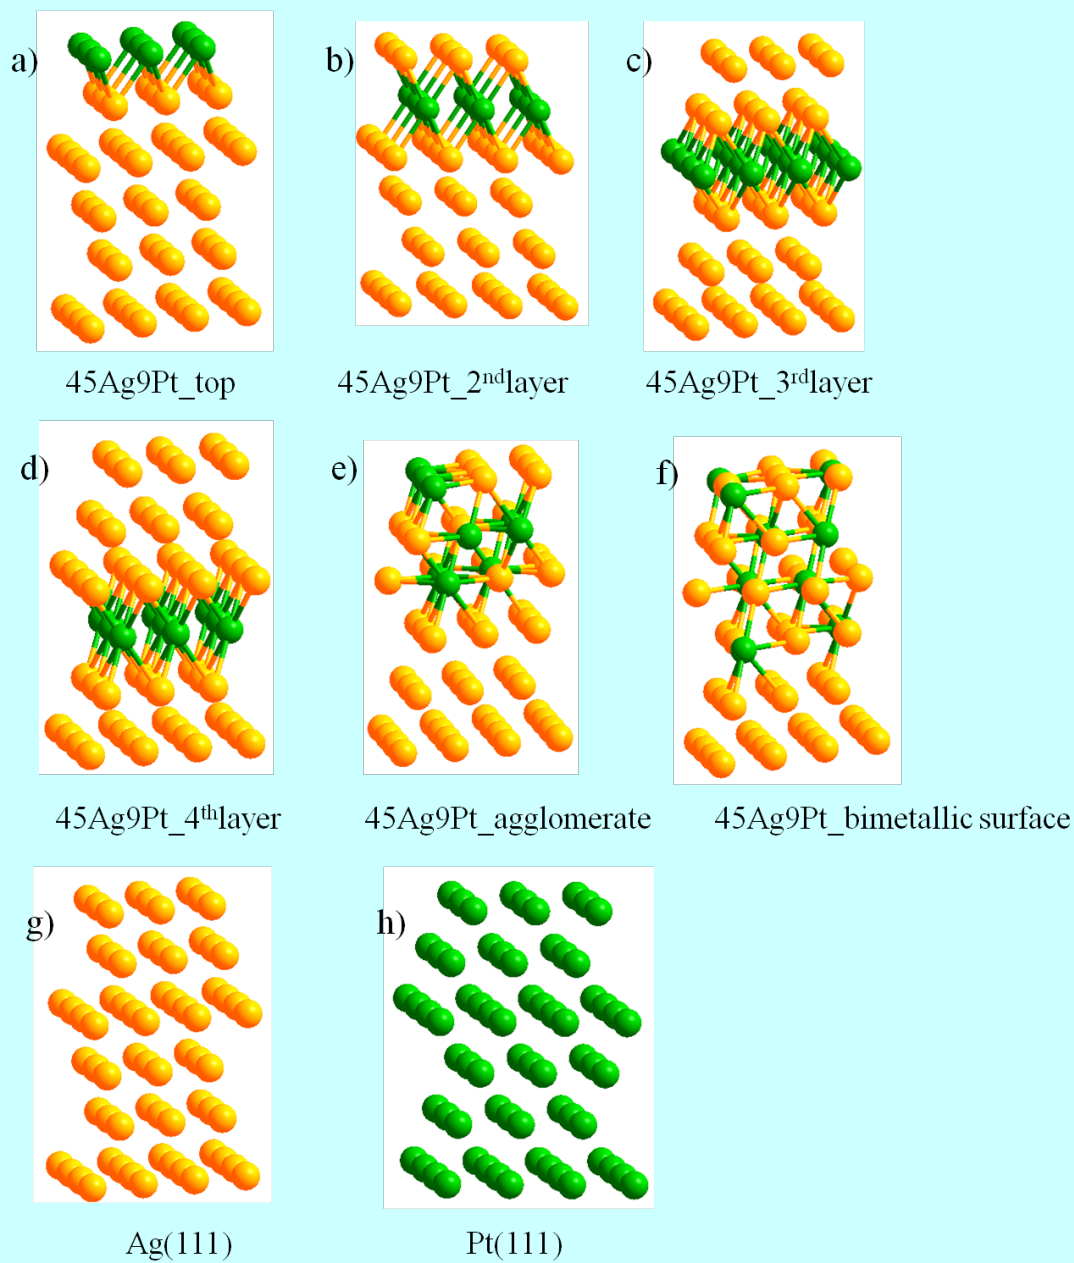 a)
b)
c)
45Ag9Pt_top
45Ag9Pt_2ndlayer
45Ag9Pt_3rdlayer
d)
e)
f)
45Ag9Pt_4thlayer
45Ag9Pt_agglomerate
45Ag9Pt_bimetallic surface
g)
h)
Ag(111)
Pt(111)